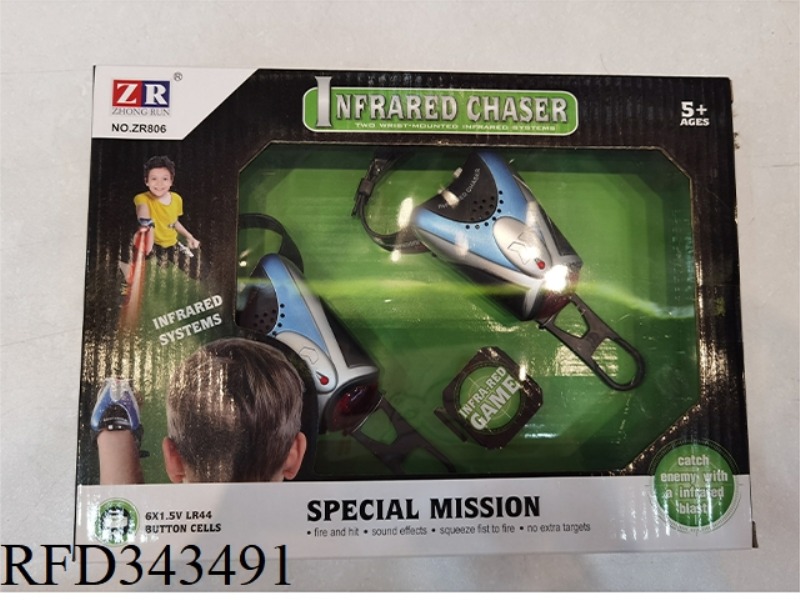 ZR®
ZHONG RUN
NO.ZR806
INFRARED CHASER
TWO WRIST-MOUNTED INFRARED SYSTEMS
5+
AGES
INFRARED
SYSTEMS
INFRARED CHASER
INFRA-RED
GAME
catch
enemy with
a infrared
blast
6X1.5V LR44
BUTTON CELLS
SPECIAL MISSION
• fire and hit • sound effects • squeeze fist to fire • no extra targets
RFD343491